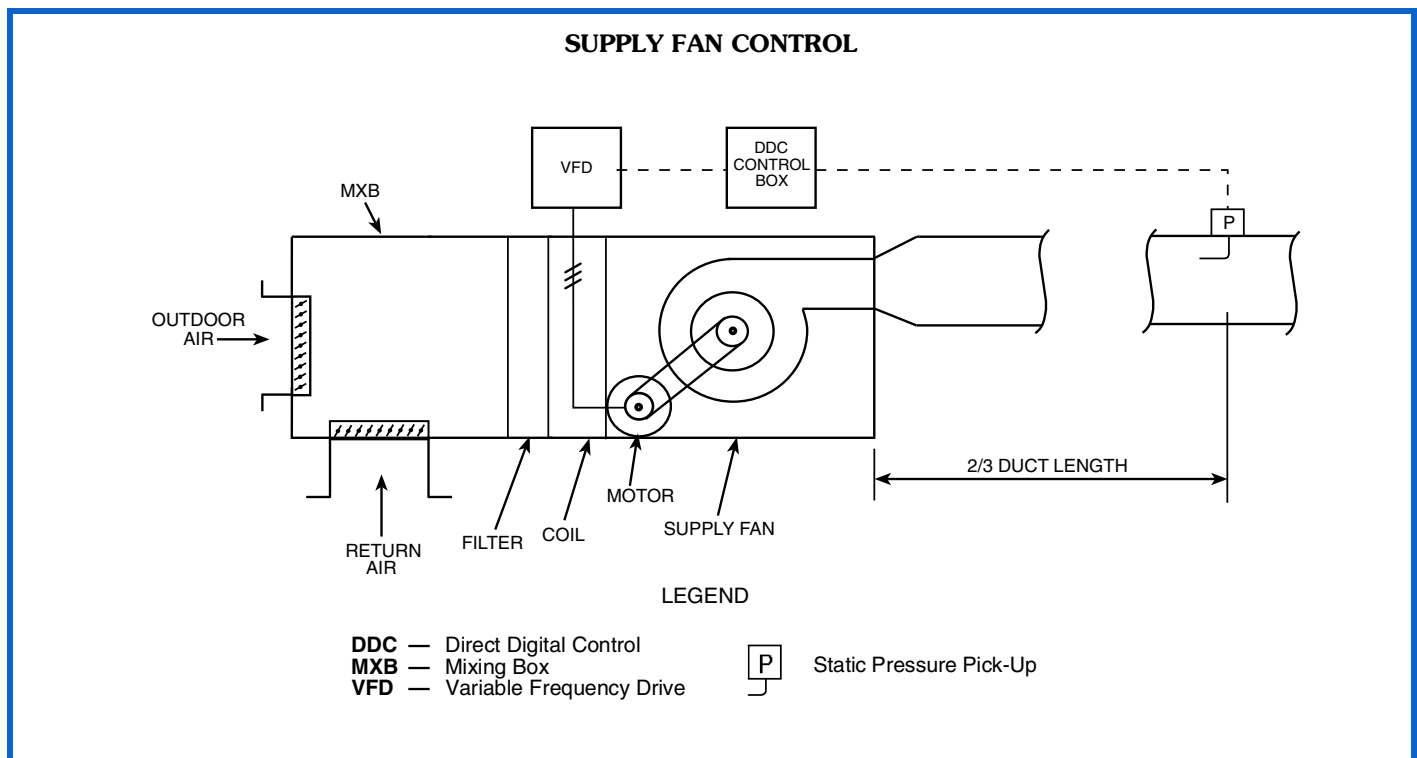 SUPPLY FAN CONTROL
VFD
DDC
CONTROL
BOX
MXB
P
OUTDOOR
AIR
2/3 DUCT LENGTH
MOTOR
SUPPLY FAN
COIL
FILTER
RETURN
AIR
LEGEND
DDC — Direct Digital Control
MXB — Mixing Box
VFD — Variable Frequency Drive
P Static Pressure Pick-Up